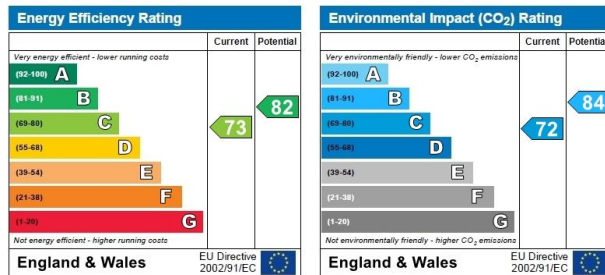 Energy Efficiency Rating
Current Potential
Very energy efficient - lower running costs
(92-100) A
(81-91) B
82
(69-80) C
73
(55-68) D
(39-54) E
(21-38) F
(1-20) G
Not energy efficient - higher running costs
England & Wales
EU Directive
2002/91/EC
Environmental Impact (CO₂) Rating
Current Potential
Very environmentally friendly - lower CO₂ emissions
(92-100) A
(81-91) B
84
(69-80) C
72
(55-68) D
(39-54) E
(21-38) F
(1-20) G
Not environmentally friendly - higher CO₂ emissions
England & Wales
EU Directive
2002/91/EC